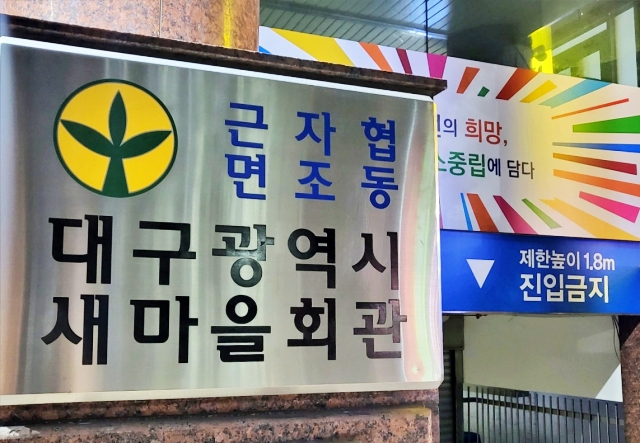 근 자 협
면 조 동
대구광역시
새마을회관
의 희망,
중립에 담다
제한높이 1.8m
진입금지